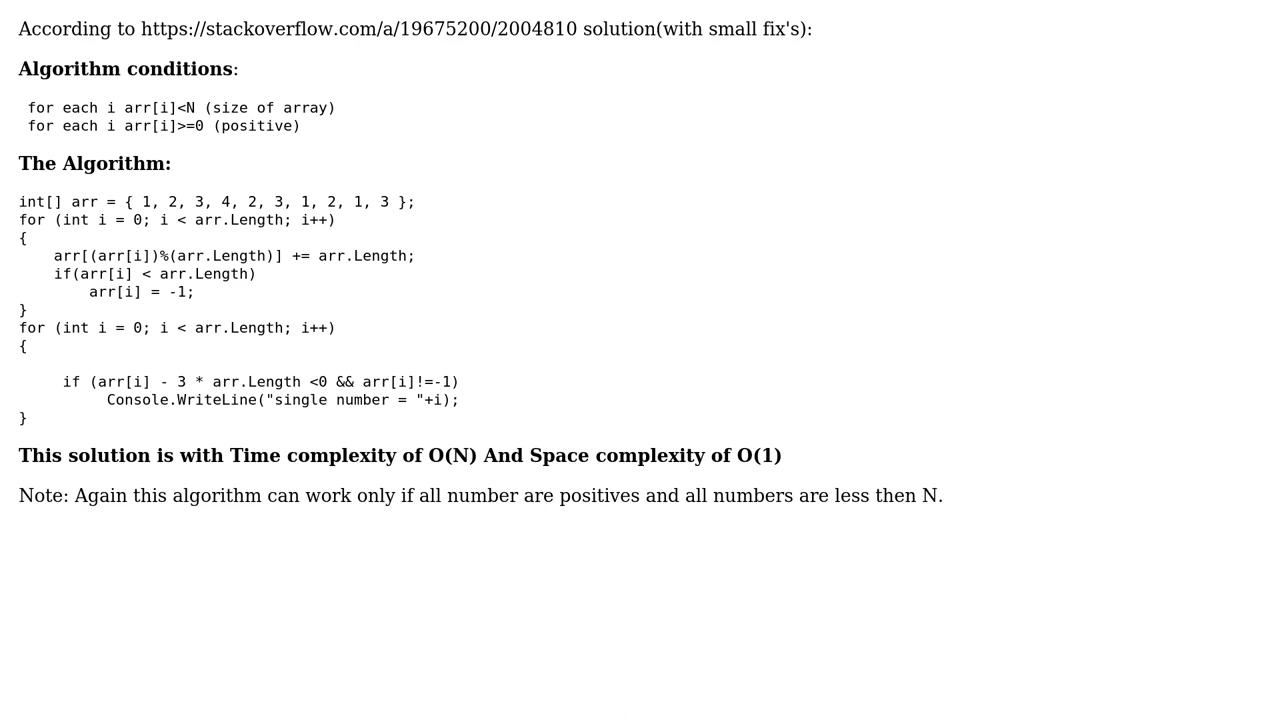 According to https://stackoverflow.com/a/19675200/2004810 solution(with small fix's):
Algorithm conditions:
for each i arr[i]<N (size of array)
for each i arr[i]>=0 (positive)
The Algorithm:
int[] arr = { 1, 2, 3, 4, 2, 3, 1, 2, 1, 3 };
for (int i = 0; i < arr.Length; i++)
{
    arr[(arr[i])%(arr.Length)] += arr.Length;
    if(arr[i] < arr.Length)
        arr[i] = -1;
}
for (int i = 0; i < arr.Length; i++)
{
     if (arr[i] - 3 * arr.Length <0 && arr[i]!=-1)
          Console.WriteLine("single number = "+i);
}
This solution is with Time complexity of O(N) And Space complexity of O(1)
Note: Again this algorithm can work only if all number are positives and all numbers are less then N.